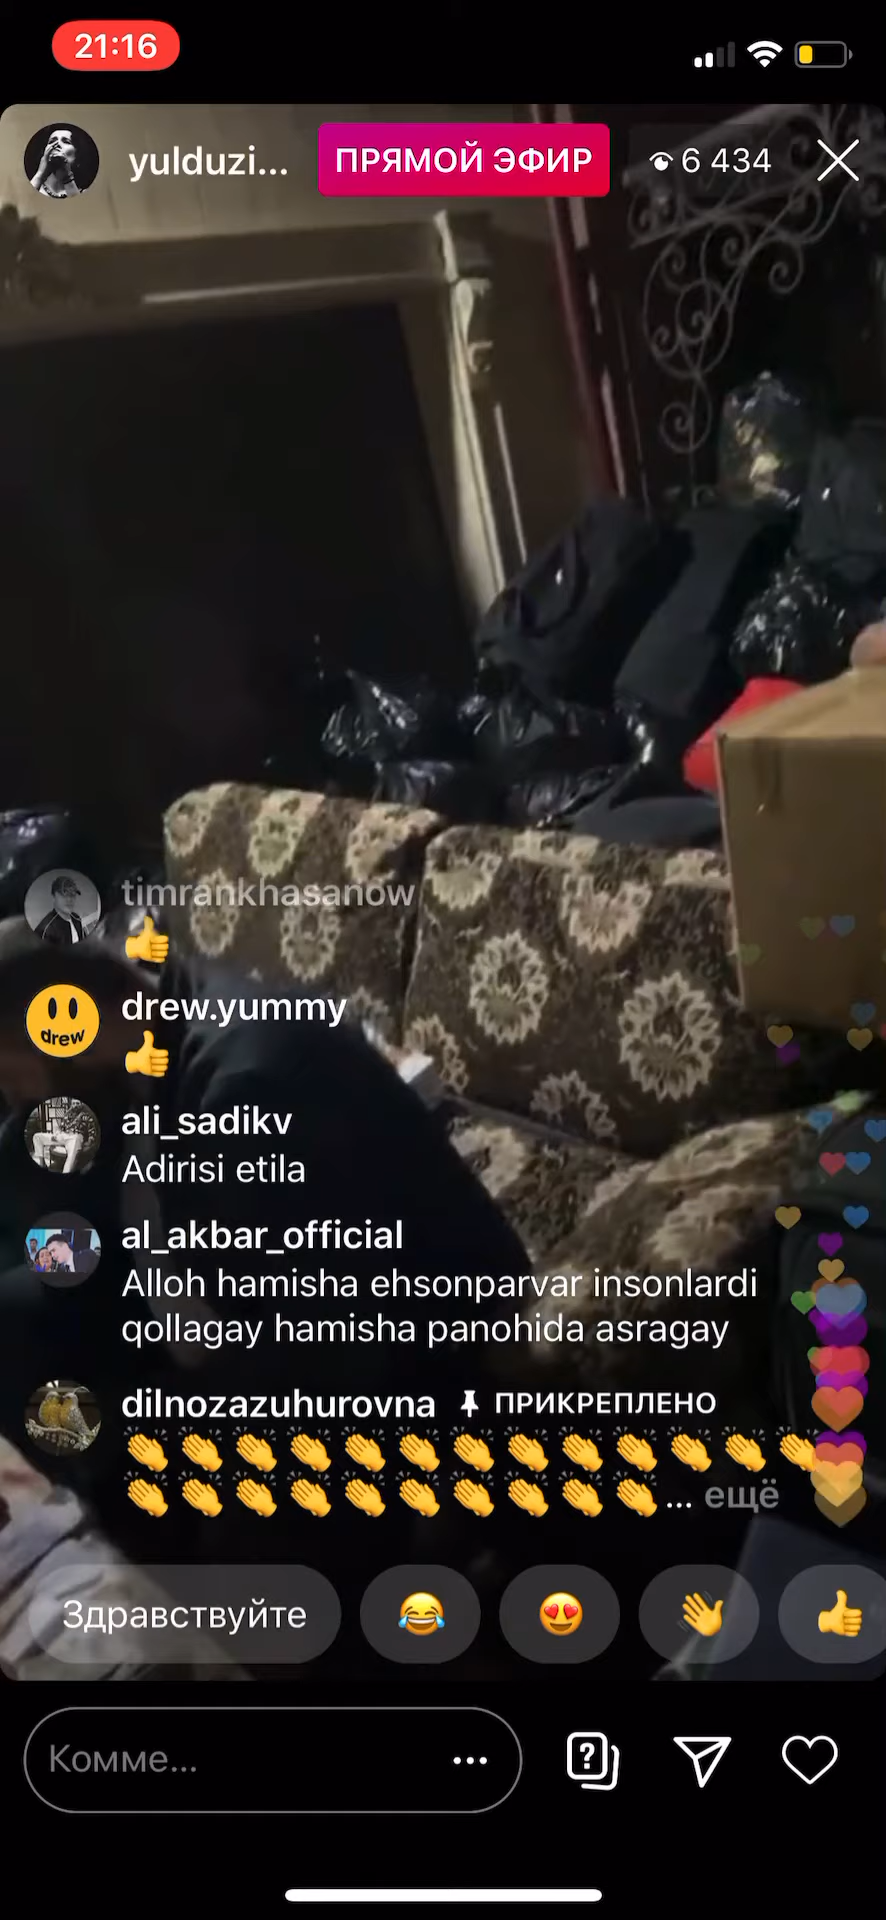 21:16
yulduzi...
ПРЯМОЙ ЭФИР
6 434
timrankhasanow
👍
drew.yummy
drew
👍
ali_sadikv
Adirisi etila
al_akbar_official
Alloh hamisha ehsonparvar insonlardi
qollagay hamisha panohida asragay
dilnozazuhurovna ПРИКРЕПЛЕНО
👏👏👏👏👏👏👏👏👏👏👏👏👏
👏👏👏👏👏👏👏👏👏👏... ещё
Здравствуйте 😂 😍 👋 👍
Комме... ...